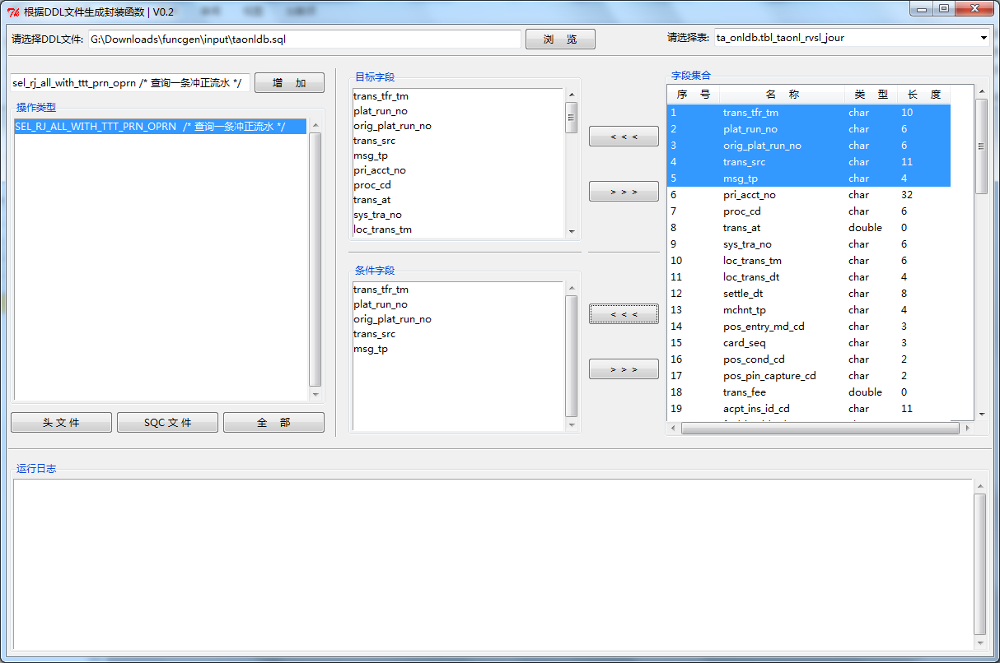 根据DDL文件生成封装函数 | V0.2
请选择DDL文件: G:\Downloads\funcgen\input\taonldb.sql 浏 览 请选择表: ta_onldb.tbl_taonl_rvsl_jour
sel_rj_all_with_ttt_prn_oprn /* 查询一条冲正流水 */ 增 加
操作类型
SEL_RJ_ALL_WITH_TTT_PRN_OPRN /* 查询一条冲正流水 */
头 文 件 SQC 文 件 全 部
目标字段
trans_tfr_tm
plat_run_no
orig_plat_run_no
trans_src
msg_tp
pri_acct_no
proc_cd
trans_at
sys_tra_no
loc_trans_tm
< < <
> > >
条件字段
trans_tfr_tm
plat_run_no
orig_plat_run_no
trans_src
msg_tp
< < <
> > >
字段集合
序 号 名 称 类 型 长 度
1 trans_tfr_tm char 10
2 plat_run_no char 6
3 orig_plat_run_no char 6
4 trans_src char 11
5 msg_tp char 4
6 pri_acct_no char 32
7 proc_cd char 6
8 trans_at double 0
9 sys_tra_no char 6
10 loc_trans_tm char 6
11 loc_trans_dt char 4
12 settle_dt char 8
13 mchnt_tp char 4
14 pos_entry_md_cd char 3
15 card_seq char 3
16 pos_cond_cd char 2
17 pos_pin_capture_cd char 2
18 trans_fee double 0
19 acpt_ins_id_cd char 11
运行日志